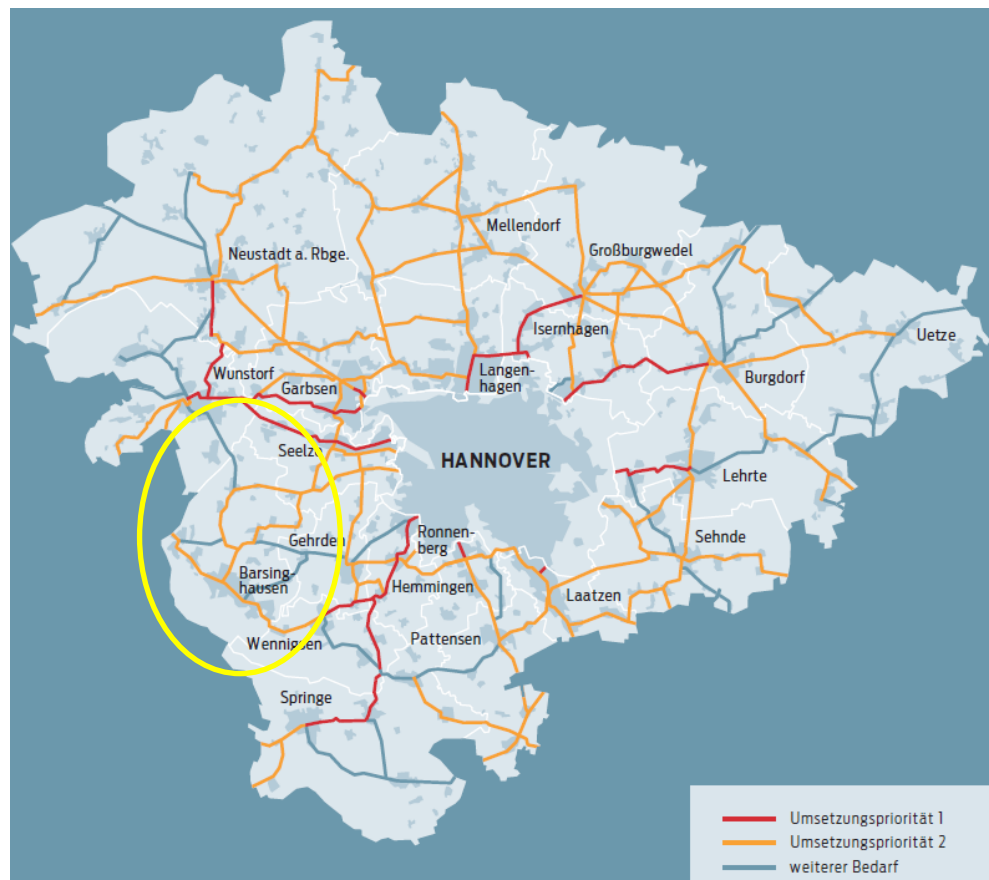 Mellendorf
Großburgwedel
Neustadt a. Rbge.
Isernhagen
Uetze
Wunstorf
Langen-
hagen
Garbsen
Burgdorf
Seelze
HANNOVER
Lehrte
Ronnen-
berg
Sehnde
Gehrden
Barsing-
hausen
Hemmingen
Laatzen
Wennigsen
Pattensen
Springe
Umsetzungspriorität 1
Umsetzungspriorität 2
weiterer Bedarf